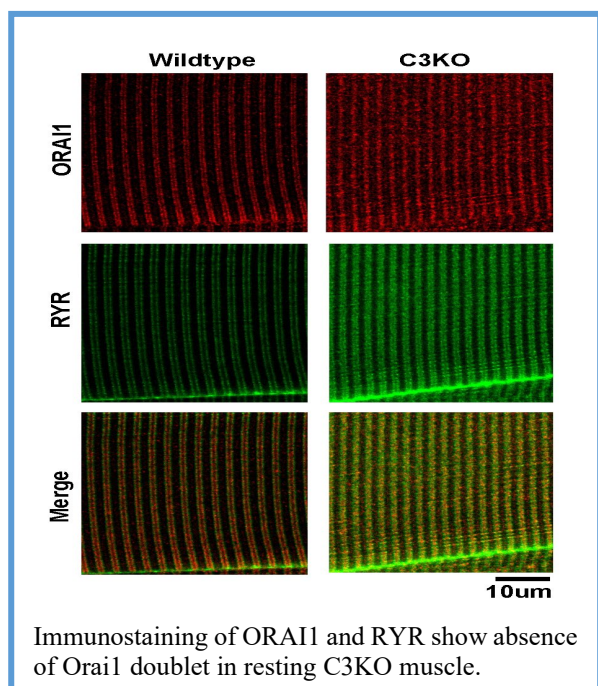 Wildtype C3KO
ORAI1
RYR
Merge
10um
Immunostaining of ORAI1 and RYR show absence
of Orai1 doublet in resting C3KO muscle.